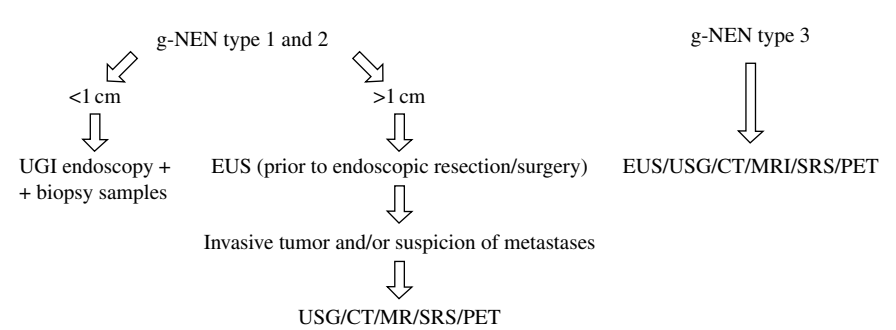 g-NEN type 1 and 2
g-NEN type 3
<1 cm
>1 cm
UGI endoscopy +
+ biopsy samples
EUS (prior to endoscopic resection/surgery)
EUS/USG/CT/MRI/SRS/PET
Invasive tumor and/or suspicion of metastases
USG/CT/MR/SRS/PET